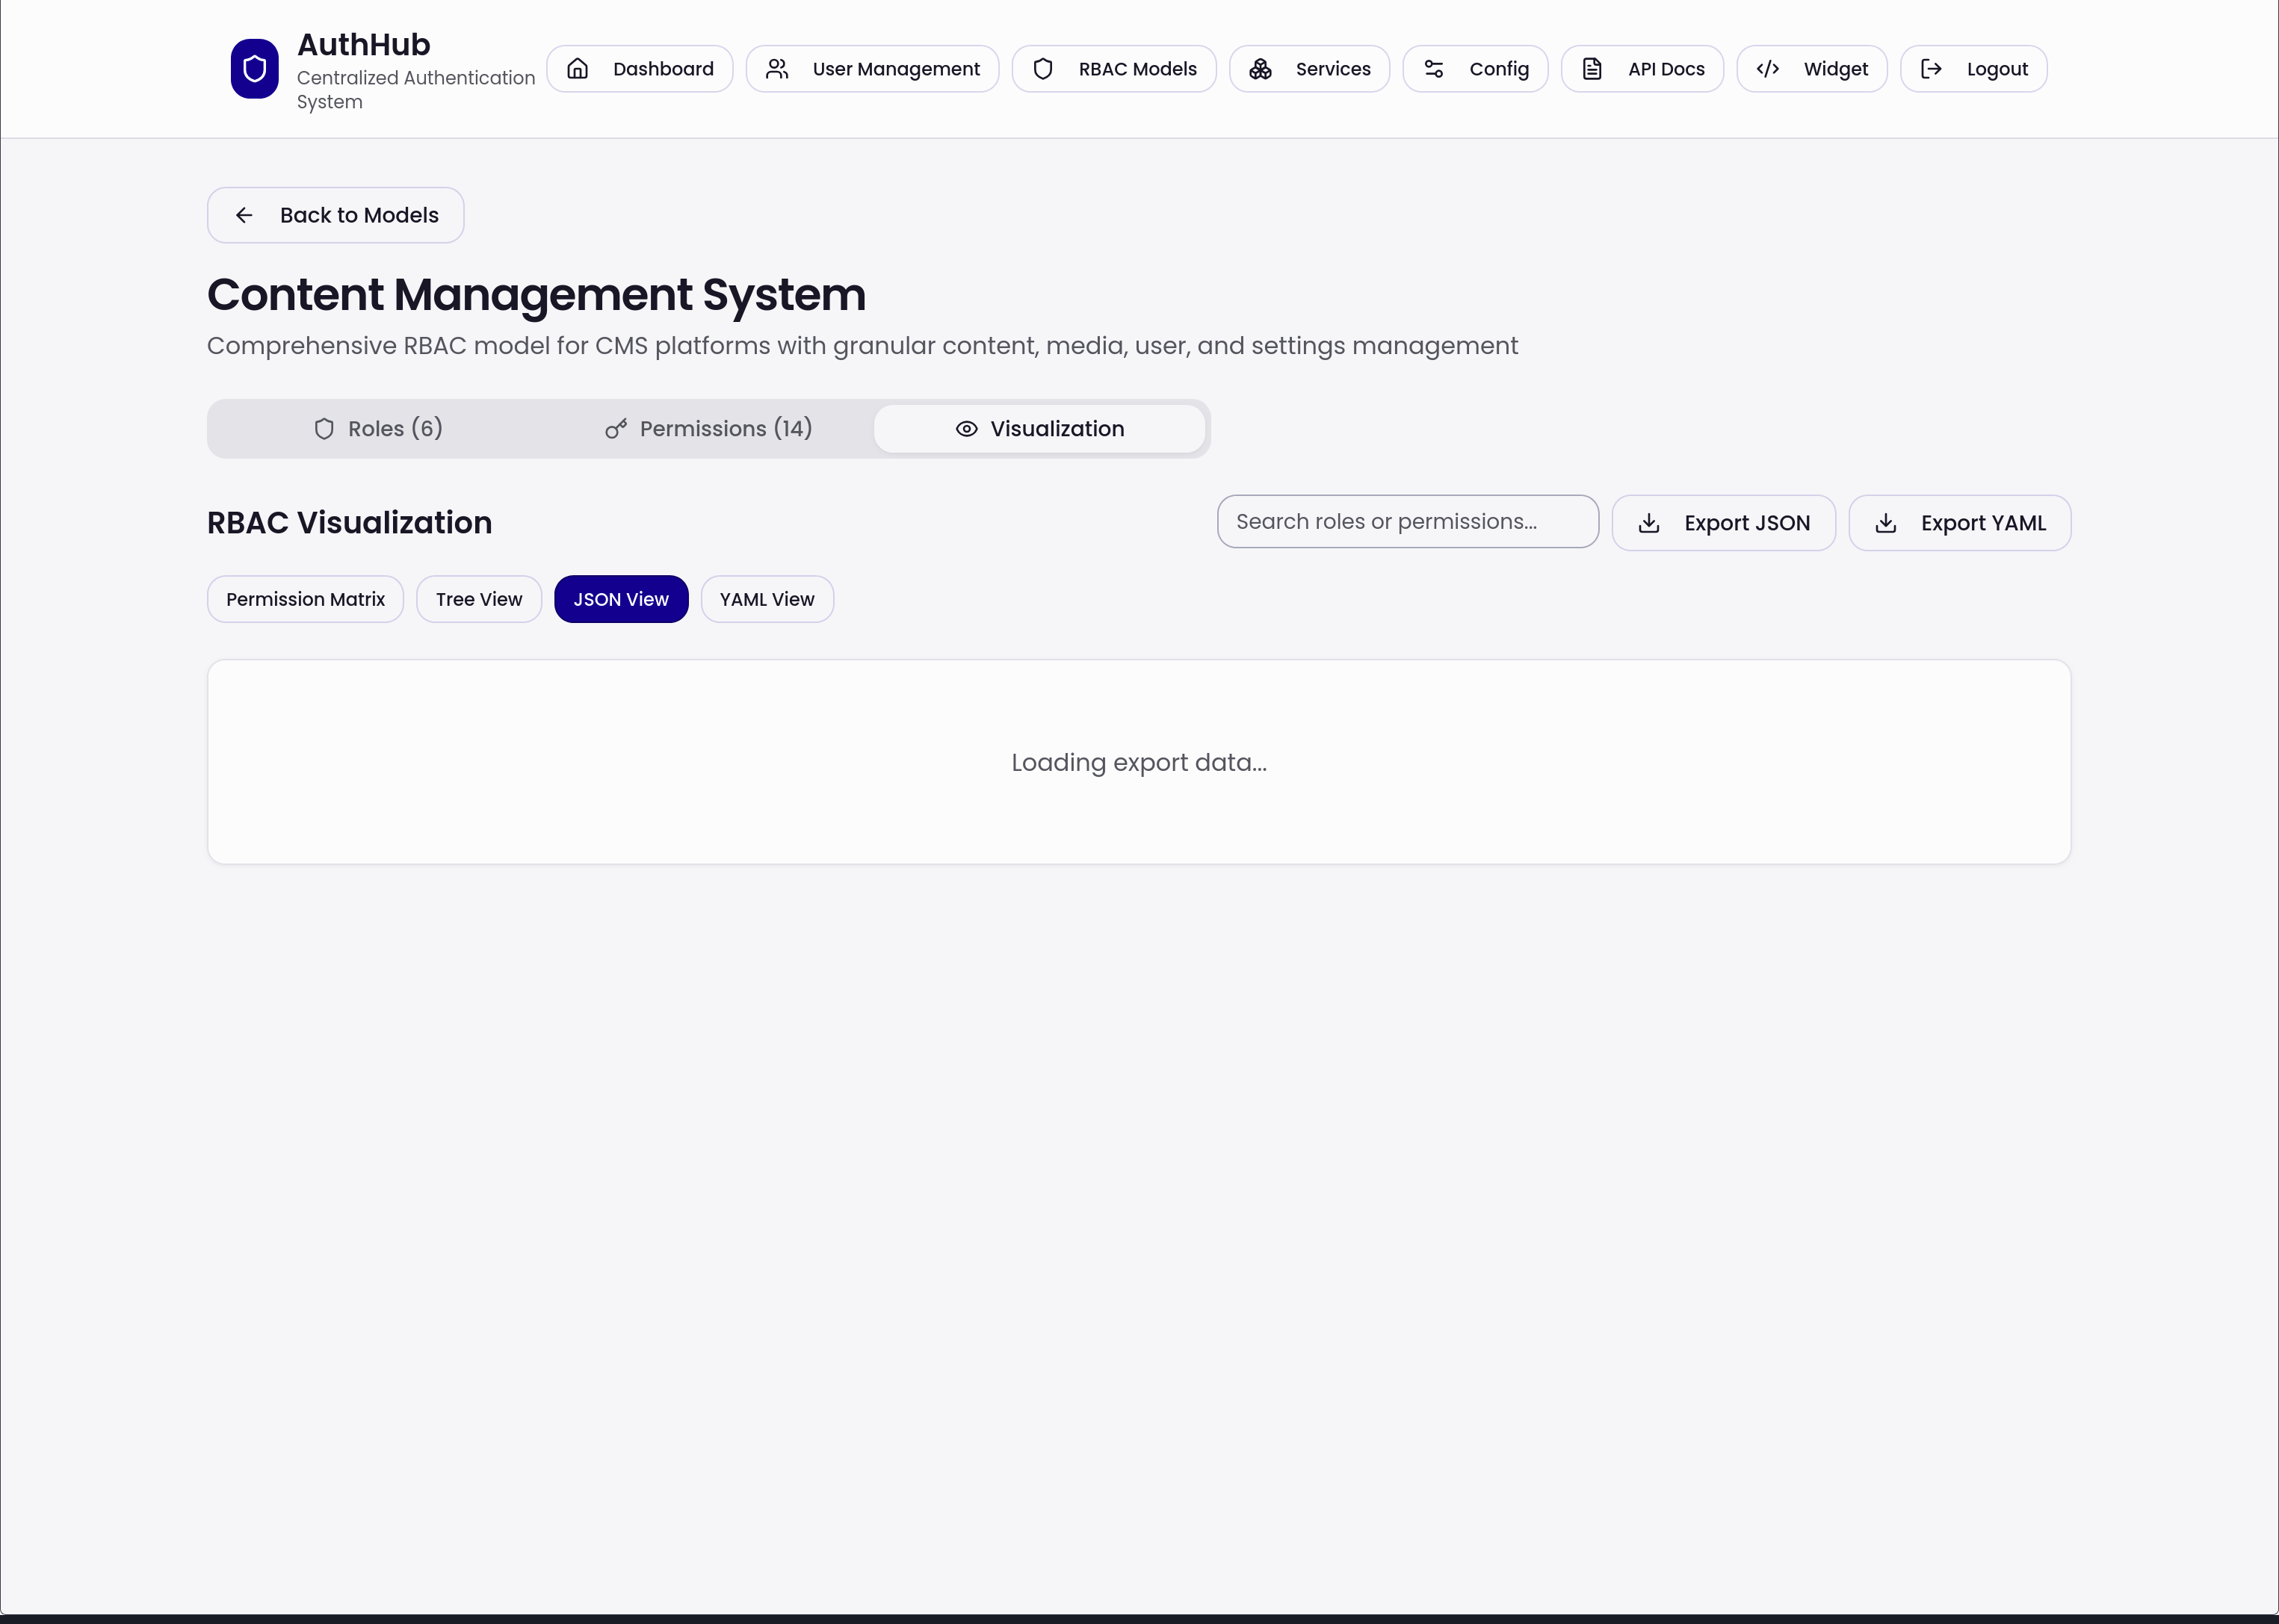 AuthHub
Centralized Authentication
System
Dashboard
User Management
RBAC Models
Services
Config
API Docs
Widget
Logout
Back to Models
Content Management System
Comprehensive RBAC model for CMS platforms with granular content, media, user, and settings management
Roles (6)
Permissions (14)
Visualization
RBAC Visualization
Search roles or permissions...
Export JSON
Export YAML
Permission Matrix
Tree View
JSON View
YAML View
Loading export data...